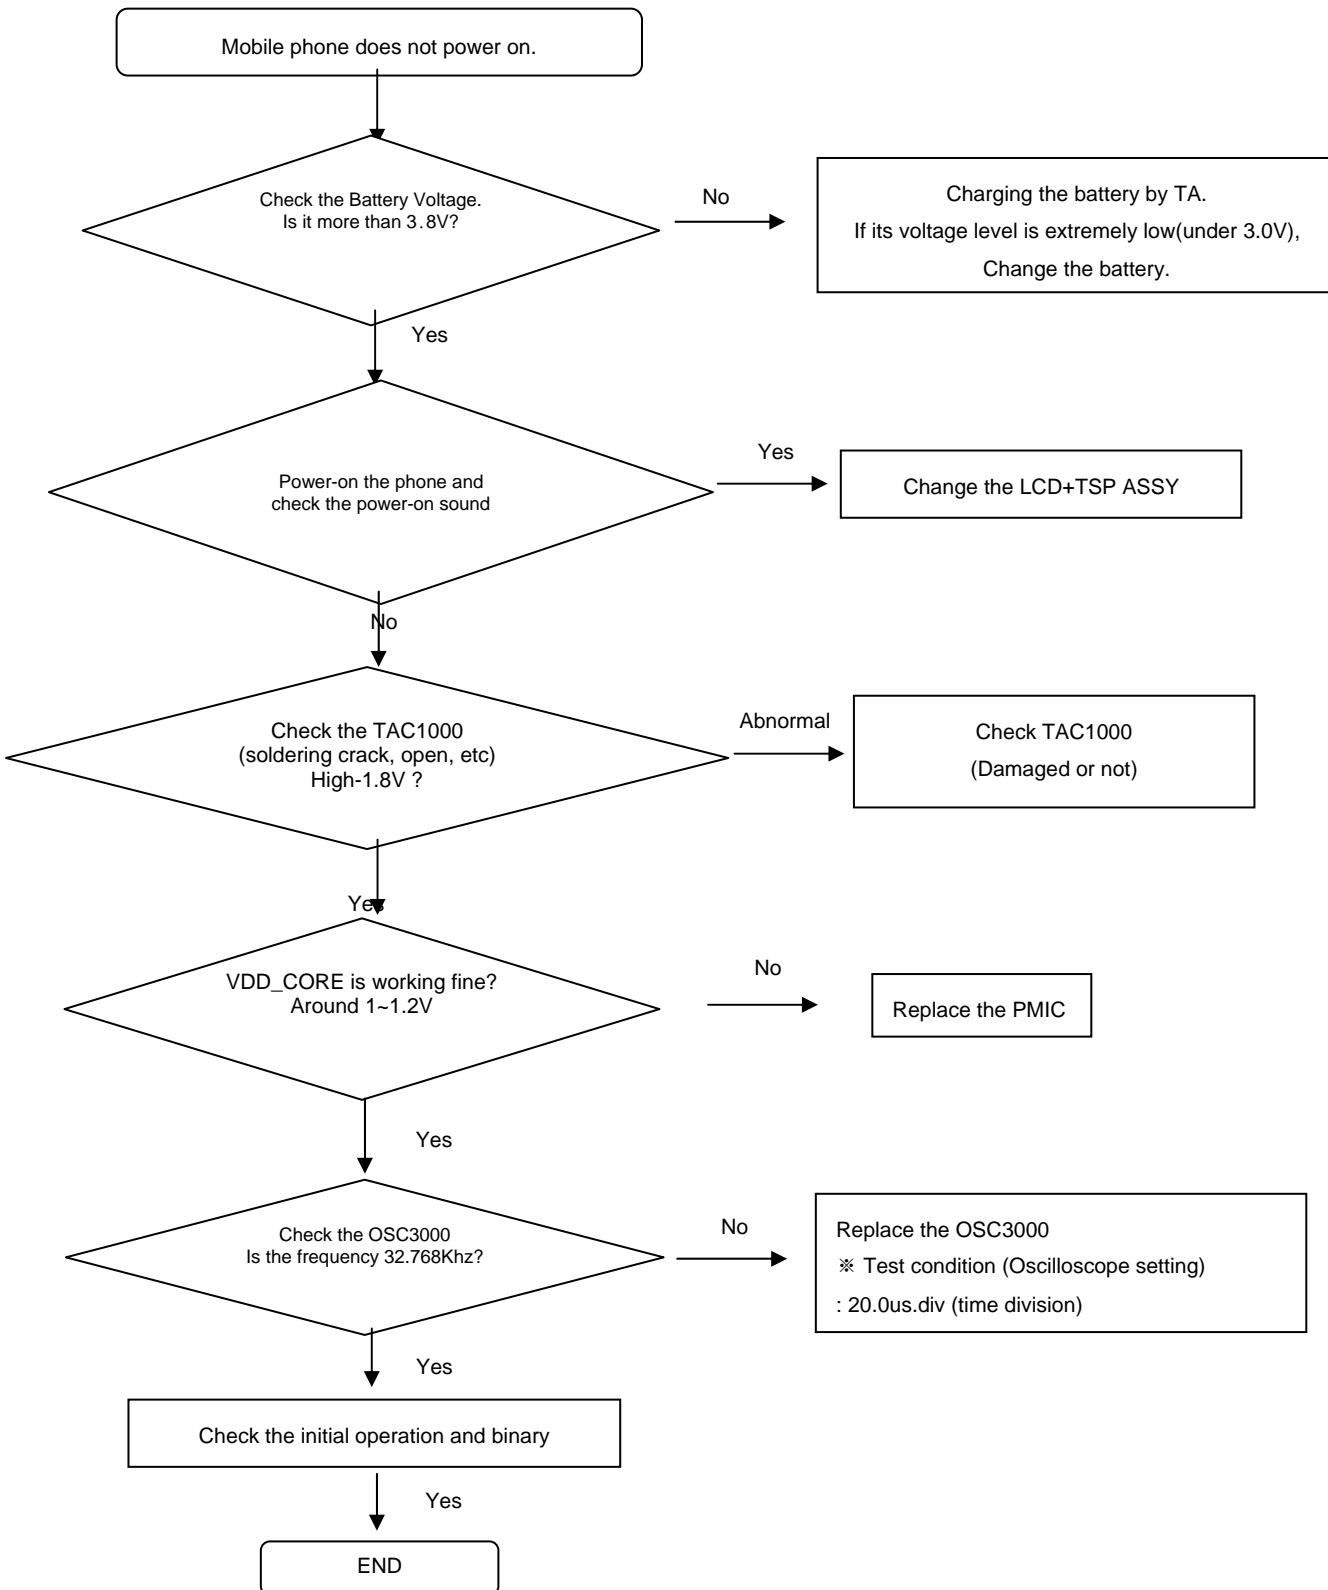 Mobile phone does not power on.
Check the Battery Voltage.
Is it more than 3.8V?
No
Charging the battery by TA.
If its voltage level is extremely low(under 3.0V),
Change the battery.
Yes
Power-on the phone and
check the power-on sound
Yes
Change the LCD+TSP ASSY
No
Check the TAC1000
(soldering crack, open, etc)
High-1.8V ?
Abnormal
Check TAC1000
(Damaged or not)
Yes
VDD_CORE is working fine?
Around 1~1.2V
No
Replace the PMIC
Yes
Check the OSC3000
Is the frequency 32.768Khz?
No
Replace the OSC3000
※ Test condition (Oscilloscope setting)
: 20.0us.div (time division)
Yes
Check the initial operation and binary
Yes
END